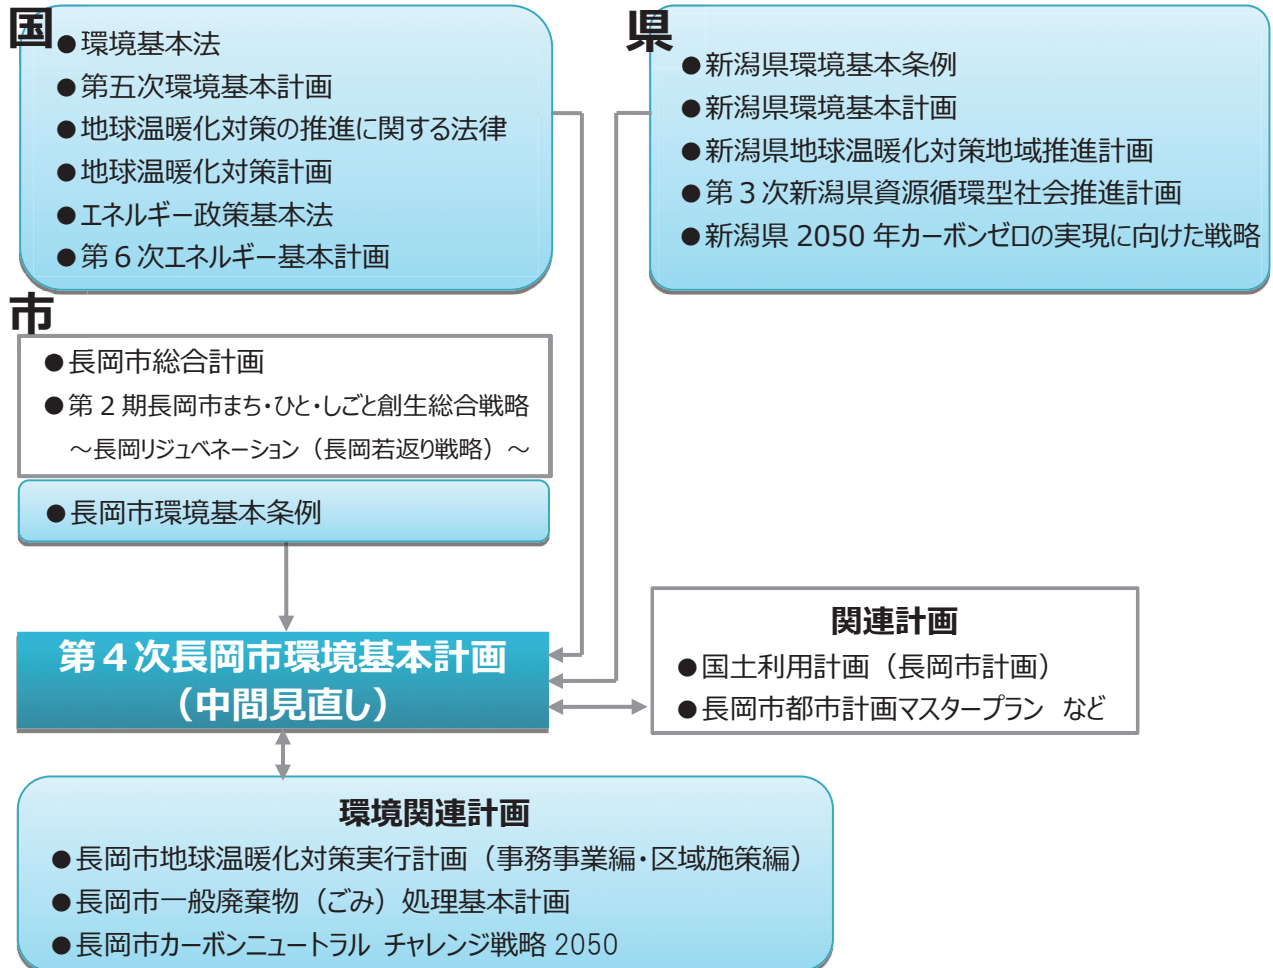 国
●環境基本法
●第五次環境基本計画
●地球温暖化対策の推進に関する法律
●地球温暖化対策計画
●エネルギー政策基本法
●第６次エネルギー基本計画
県
●新潟県環境基本条例
●新潟県環境基本計画
●新潟県地球温暖化対策地域推進計画
●第３次新潟県資源循環型社会推進計画
●新潟県 2050 年カーボンゼロの実現に向けた戦略
市
●長岡市総合計画
●第２期長岡市まち・ひと・しごと創生総合戦略
～長岡リジュベネーション（長岡若返り戦略）～
●長岡市環境基本条例
第４次長岡市環境基本計画
（中間見直し）
関連計画
●国土利用計画（長岡市計画）
●長岡市都市計画マスタープラン など
環境関連計画
●長岡市地球温暖化対策実行計画（事務事業編・区域施策編）
●長岡市一般廃棄物（ごみ）処理基本計画
●長岡市カーボンニュートラル チャレンジ戦略 2050